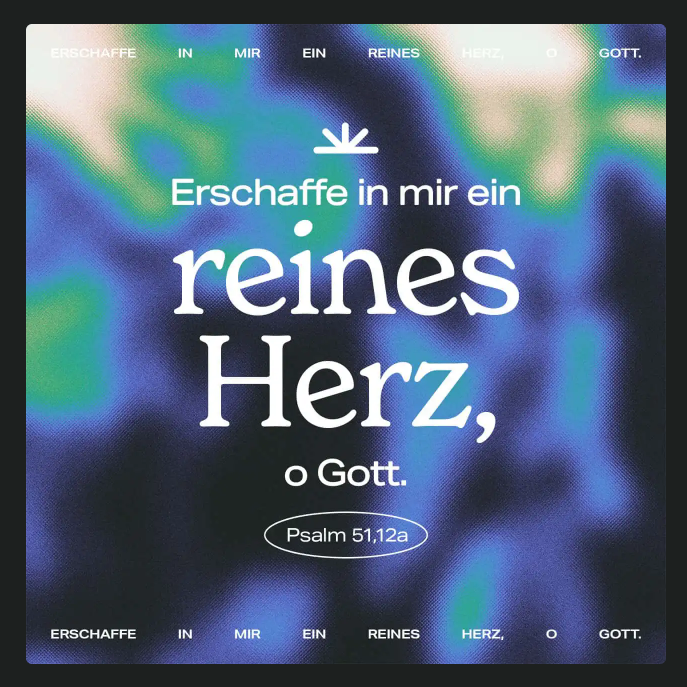 ERSCHAFFE IN MIR EIN REINES HERZ, O GOTT.
Erschaffe in mir ein
reines
Herz,
o Gott.
Psalm 51,12a
ERSCHAFFE IN MIR EIN REINES HERZ, O GOTT.